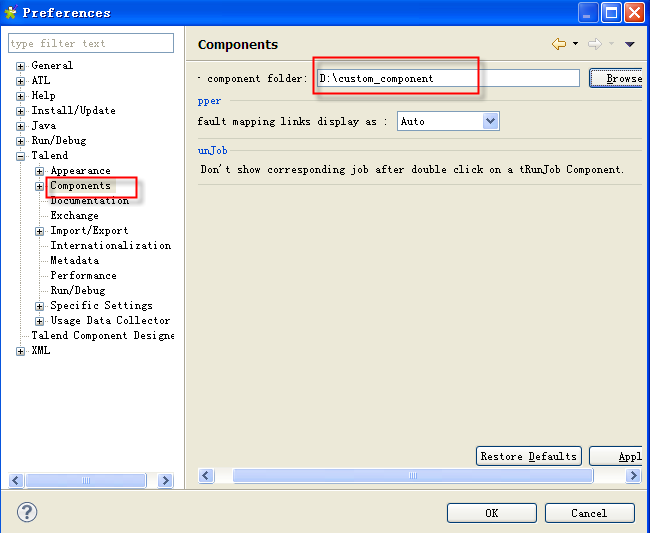 Preferences
type filter text
General
ATL
Help
Install/Update
Java
Run/Debug
Talend
Appearance
Components
Documentation
Exchange
Import/Export
Internationalization
Metadata
Performance
Run/Debug
Specific Settings
Usage Data Collector
Talend Component Designe
XML
Components
component folder: D:\custom_component Browse
pper
fault mapping links display as : Auto
unJob
Don't show corresponding job after double click on a tRunJob Component.
Restore Defaults Appl
? OK Cancel